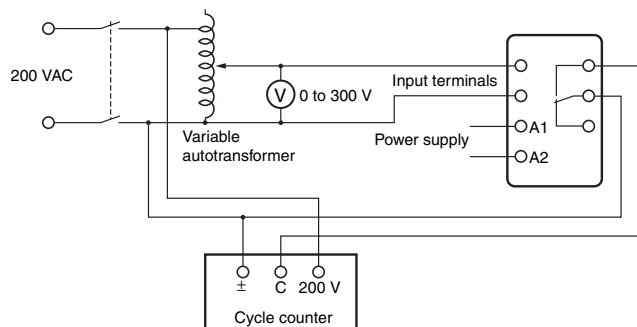 200 VAC
V
0 to 300 V
Input terminals
Variable
autotransformer
Power supply
A1
A2
± C 200 V
Cycle counter